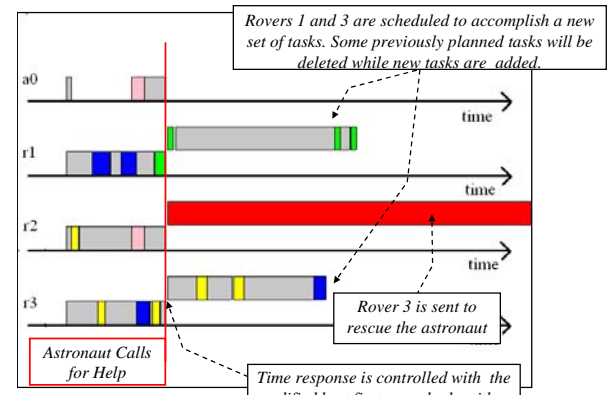 Rovers 1 and 3 are scheduled to accomplish a new
set of tasks. Some previously planned tasks will be
deleted while new tasks are added.
a0
time
r1
time
r2
time
r3
Rover 3 is sent to
rescue the astronaut
Astronaut Calls
for Help
Time response is controlled with the